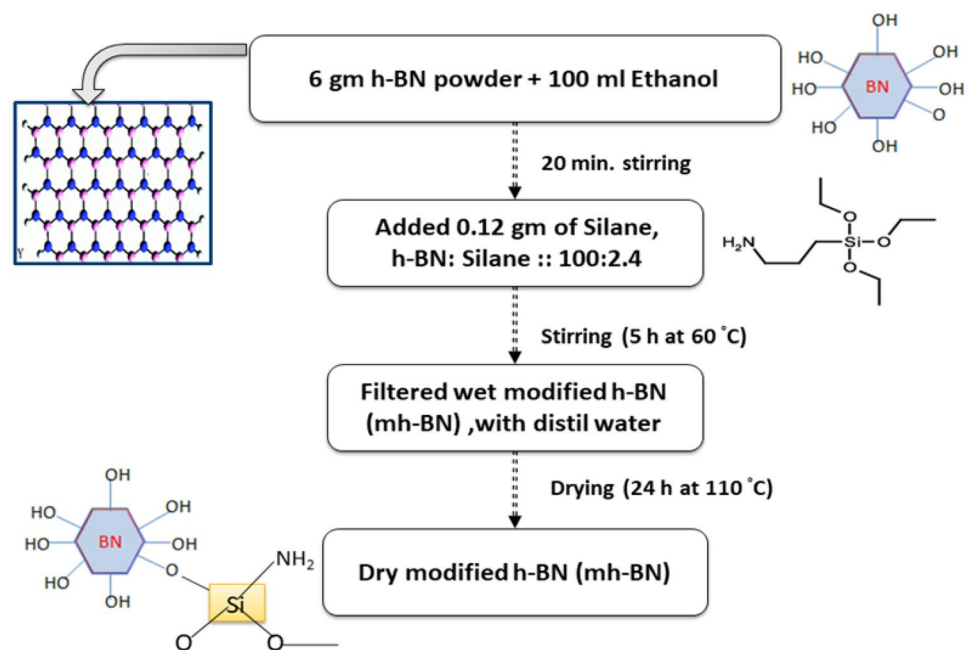 6 gm h-BN powder + 100 ml Ethanol
OH
HO
OH
HO
BN
OH
HO
O
OH
Y
20 min. stirring
Added 0.12 gm of Silane,
h-BN: Silane :: 100:2.4
H₂N
O
Si
O
O
Stirring (5 h at 60 °C)
Filtered wet modified h-BN
(mh-BN) ,with distil water
Drying (24 h at 110 °C)
Dry modified h-BN (mh-BN)
OH
HO
OH
HO
BN
OH
HO
O
OH
NH₂
Si
O
O